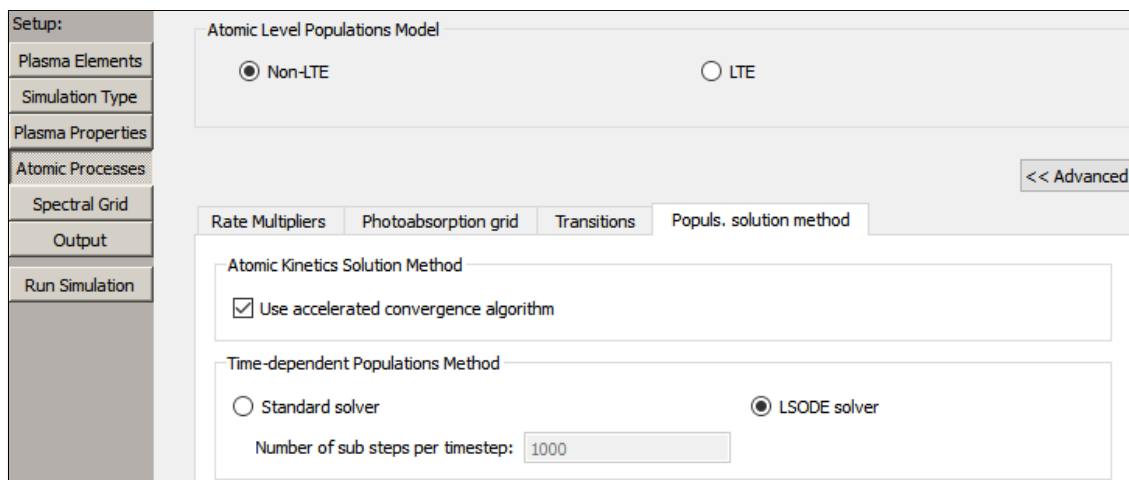 Setup:
Plasma Elements
Simulation Type
Plasma Properties
Atomic Processes
Spectral Grid
Output
Run Simulation
Atomic Level Populations Model
Non-LTE LTE
<< Advanced
Rate Multipliers Photoabsorption grid Transitions Populs. solution method
Atomic Kinetics Solution Method
Use accelerated convergence algorithm
Time-dependent Populations Method
Standard solver LSODE solver
Number of sub steps per timestep: 1000